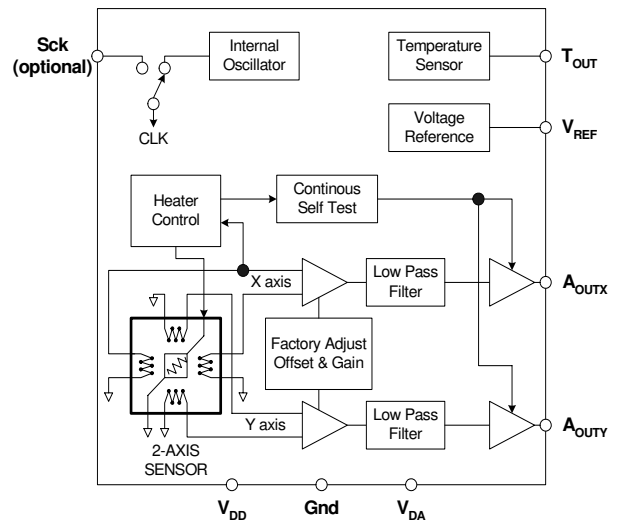 Sck
(optional)
Internal
Oscillator
CLK
Temperature
Sensor
TOUT
Voltage
Reference
VREF
Heater
Control
Continous
Self Test
X axis
Low Pass
Filter
AOUTX
Factory Adjust
Offset & Gain
Y axis
Low Pass
Filter
AOUTY
2-AXIS
SENSOR
VDD
Gnd
VDA